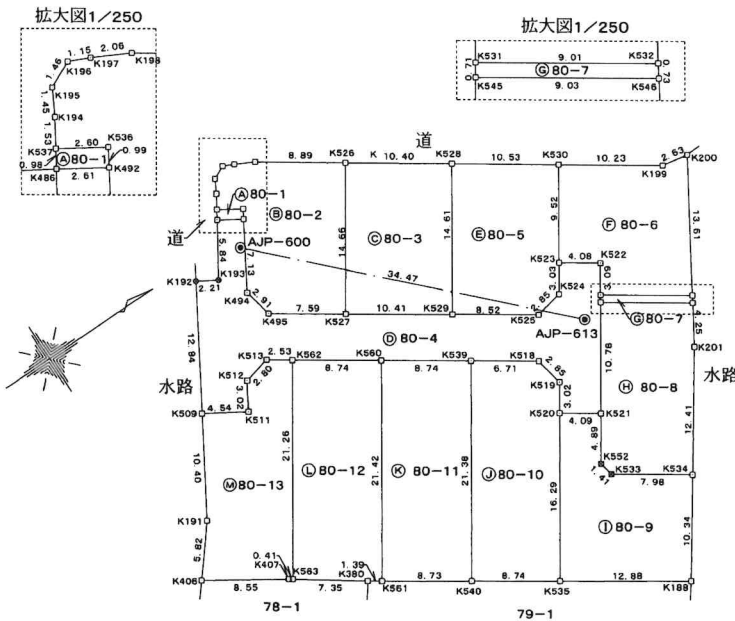 拡大図1/250
1.15
2.06
K198
K196
K197
1.46
K195
1.45
K194
1.53
K537
2.60
K536
0.98
Ⓐ80-1
0.99
K486
2.61
K492
拡大図1/250
0.71
K531
9.01
K532
0.73
Ⓖ80-7
K545
9.03
K546
道
8.89
K526
K
10.40
K528
10.53
K530
10.23
K199
2.63
K200
Ⓐ80-1
Ⓑ80-2
道
AJP-600
5.84
7.13
14.66
Ⓒ80-3
14.61
Ⓔ80-5
9.52
Ⓕ80-6
13.61
K192
K193
2.21
34.47
K523
4.08
K522
3.03
3.60
K524
K494
2.91
K495
7.59
K527
10.41
K529
8.52
K525
2.85
AJP-613
Ⓖ80-7
4.25
Ⓓ80-4
K201
12.84
K513
2.53
K562
8.74
K560
8.74
K539
6.71
K518
2.85
10.78
水路
K512
2.80
K519
Ⓗ80-8
水路
3.02
3.02
12.41
K509
4.54
K511
K520
4.09
K521
21.26
21.42
21.38
4.89
K552
10.40
1.41
K533
7.98
K534
Ⓜ80-13
Ⓛ80-12
Ⓚ80-11
Ⓙ80-10
16.29
K191
Ⓘ80-9
10.34
5.82
0.41
K407
K563
1.39
K380
K406
8.55
7.35
K561
8.73
K540
8.74
K535
12.88
K188
78-1
79-1